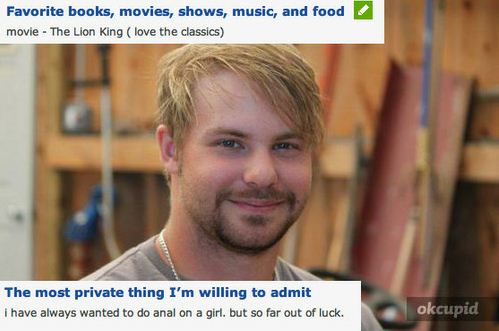 Favorite books, movies, shows, music, and food
movie - The Lion King ( love the classics)
The most private thing I'm willing to admit
i have always wanted to do anal on a girl. but so far out of luck.
okcupid